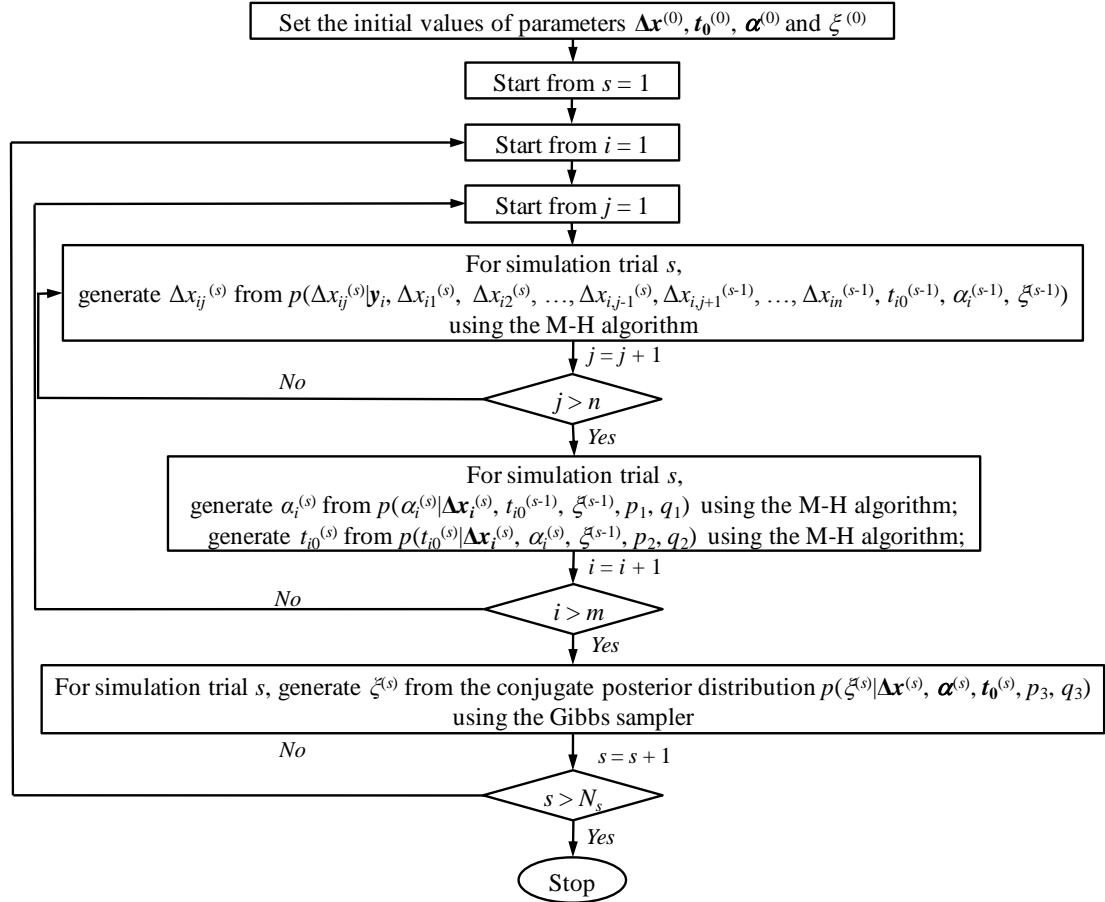 Set the initial values of parameters Δx⁽⁰⁾, t₀⁽⁰⁾, α⁽⁰⁾ and ξ⁽⁰⁾
Start from s = 1
Start from i = 1
Start from j = 1
For simulation trial s,
generate Δxᵢⱼ⁽ˢ⁾ from p(Δxᵢⱼ⁽ˢ⁾|yᵢ, Δxᵢ₁⁽ˢ⁾, Δxᵢ₂⁽ˢ⁾, …, Δxᵢ,ⱼ₋₁⁽ˢ⁾, Δxᵢ,ⱼ₊₁⁽ˢ⁻¹⁾, …, Δxᵢₙ⁽ˢ⁻¹⁾, tᵢ₀⁽ˢ⁻¹⁾, αᵢ⁽ˢ⁻¹⁾, ξ⁽ˢ⁻¹⁾)
using the M-H algorithm
j = j + 1
No
j > n
Yes
For simulation trial s,
generate αᵢ⁽ˢ⁾ from p(αᵢ⁽ˢ⁾|Δxᵢ⁽ˢ⁾, tᵢ₀⁽ˢ⁻¹⁾, ξ⁽ˢ⁻¹⁾, p₁, q₁) using the M-H algorithm;
generate tᵢ₀⁽ˢ⁾ from p(tᵢ₀⁽ˢ⁾|Δxᵢ⁽ˢ⁾, αᵢ⁽ˢ⁾, ξ⁽ˢ⁻¹⁾, p₂, q₂) using the M-H algorithm;
i = i + 1
No
i > m
Yes
For simulation trial s, generate ξ⁽ˢ⁾ from the conjugate posterior distribution p(ξ⁽ˢ⁾|Δx⁽ˢ⁾, α⁽ˢ⁾, t₀⁽ˢ⁾, p₃, q₃)
using the Gibbs sampler
No
s = s + 1
s > Nₛ
Yes
Stop